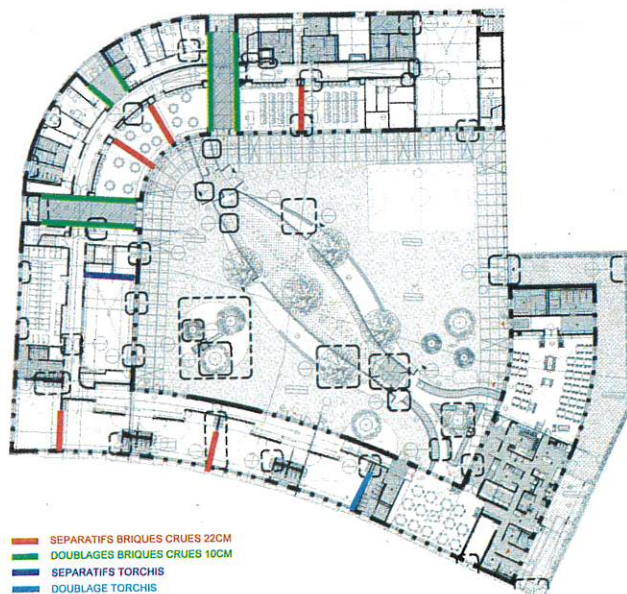 SEPARATIFS BRIQUES CRUES 22CM
DOUBLAGES BRIQUES CRUES 10CM
SEPARATIFS TORCHIS
DOUBLAGE TORCHIS